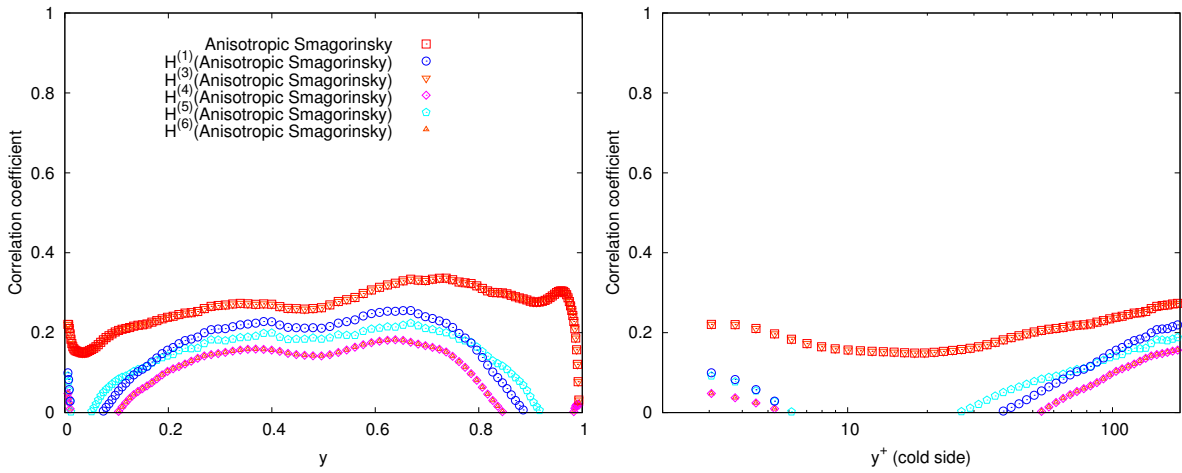 Correlation coefficient
1
0.8
0.6
0.4
0.2
0
0 0.2 0.4 0.6 0.8 1
y
Anisotropic Smagorinsky
H(1)(Anisotropic Smagorinsky)
H(3)(Anisotropic Smagorinsky)
H(4)(Anisotropic Smagorinsky)
H(5)(Anisotropic Smagorinsky)
H(6)(Anisotropic Smagorinsky)
Correlation coefficient
1
0.8
0.6
0.4
0.2
0
10 100
y+ (cold side)